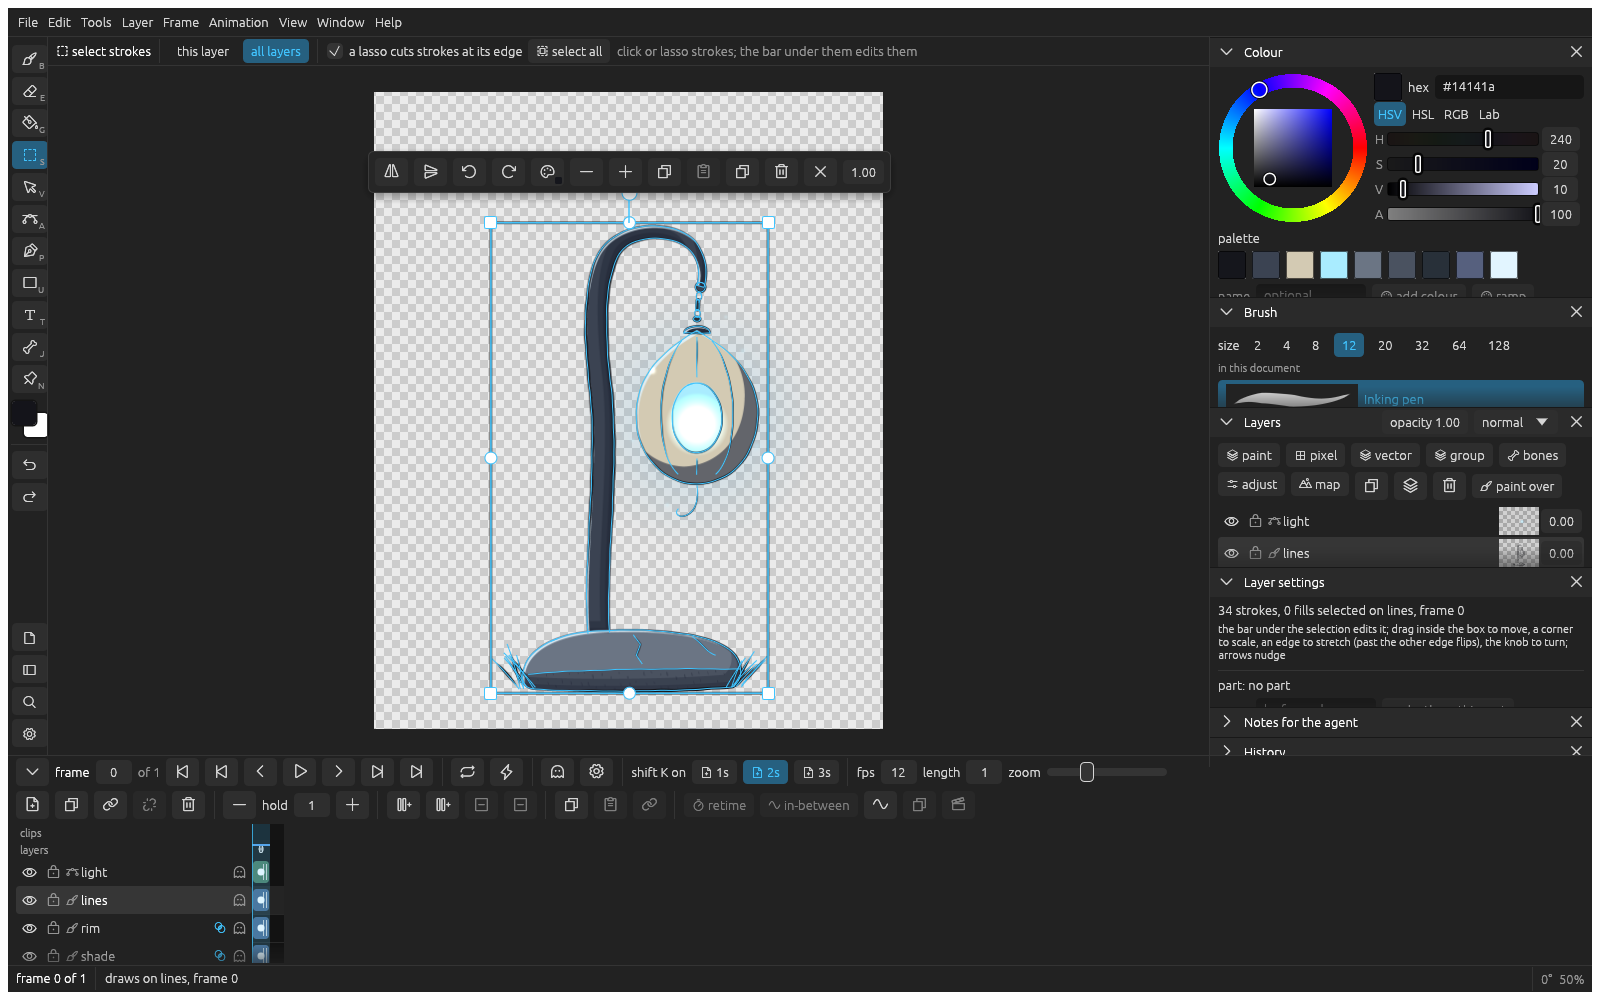 File Edit Tools Layer Frame Animation View Window Help
select strokes this layer all layers a lasso cuts strokes at its edge select all click or lasso strokes; the bar under them edits them
B
E
G
S
V
A
P
U
T
J
N
1.00
Colour
hex #14141a
HSV HSL RGB Lab
H 240
S 20
V 10
A 100
palette
name optional add colour ramp
Brush
size 2 4 8 12 20 32 64 128
in this document
Inking pen
Layers opacity 1.00 normal
paint pixel vector group bones
adjust map paint over
light 0.00
lines 0.00
Layer settings
34 strokes, 0 fills selected on lines, frame 0
the bar under the selection edits it; drag inside the box to move, a corner
to scale, an edge to stretch (past the other edge flips), the knob to turn;
arrows nudge
part: no part
Notes for the agent
History
frame 0 of 1 shift K on 1s 2s 3s fps 12 length 1 zoom
hold 1 retime in-between
clips
layers
0
light
lines
rim
shade
frame 0 of 1 draws on lines, frame 0 0° 50%